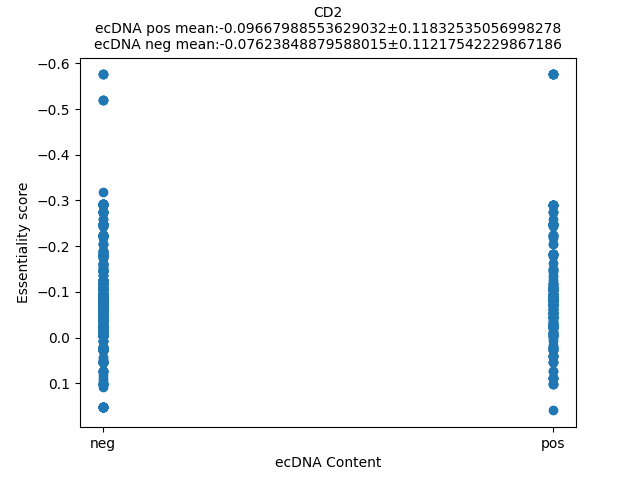 CD2
ecDNA pos mean:-0.09667988553629032±0.11832535056998278
ecDNA neg mean:-0.07623848879588015±0.11217542229867186
−0.6
−0.5
−0.4
−0.3
−0.2
−0.1
0.0
0.1
Essentiality score
neg
pos
ecDNA Content